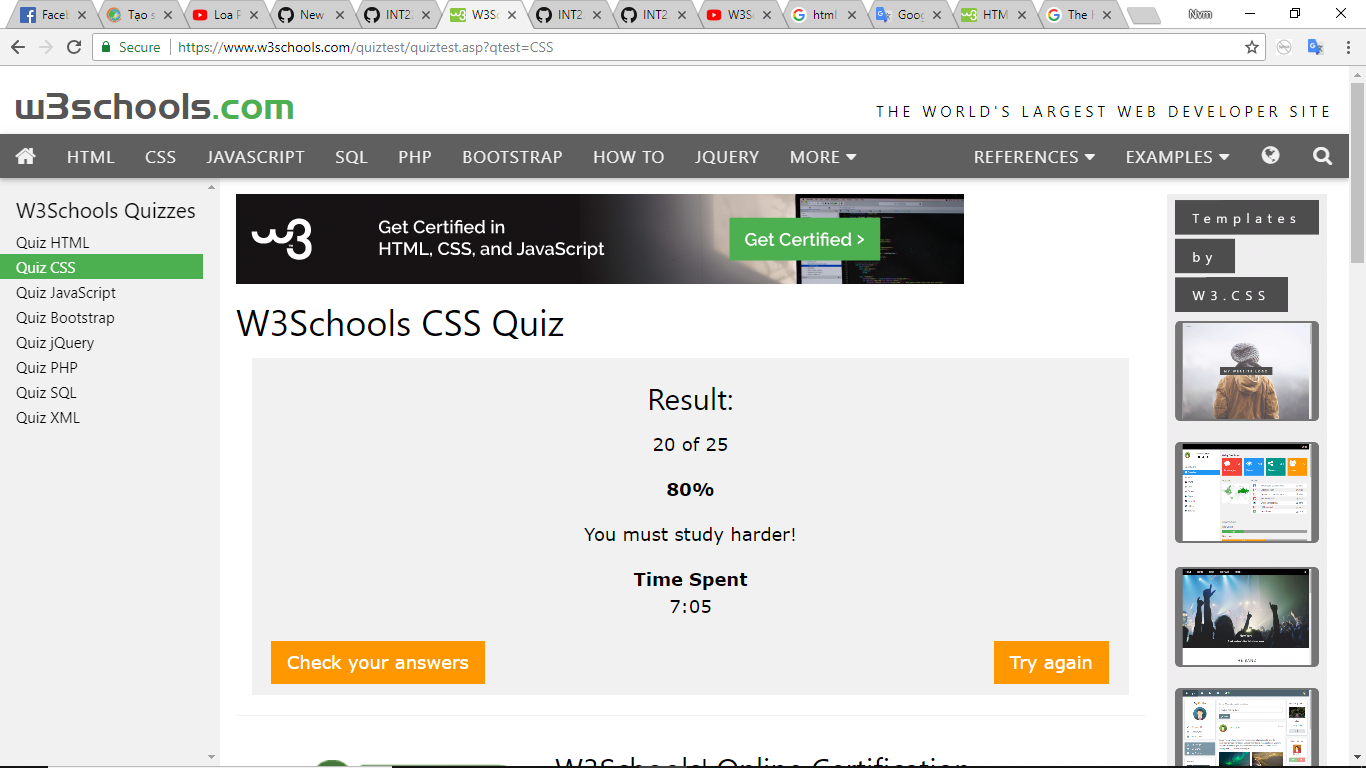 Facel
Tạo s
Loa P
New
INT2
W3Sc
INT2
INT2
W3Sc
html
Goog
HTM
The
Nvm
Secure
https://www.w3schools.com/quiztest/quiztest.asp?qtest=CSS
w3schools.com
THE WORLD'S LARGEST WEB DEVELOPER SITE
HTML CSS JAVASCRIPT SQL PHP BOOTSTRAP HOW TO JQUERY MORE REFERENCES EXAMPLES
W3Schools Quizzes
Quiz HTML
Quiz CSS
Quiz JavaScript
Quiz Bootstrap
Quiz jQuery
Quiz PHP
Quiz SQL
Quiz XML
w3
Get Certified in
HTML, CSS, and JavaScript
Get Certified >
W3Schools CSS Quiz
Result:
20 of 25
80%
You must study harder!
Time Spent
7:05
Check your answers
Try again
W3Schools' Online Certification
Templates
by
W3.CSS